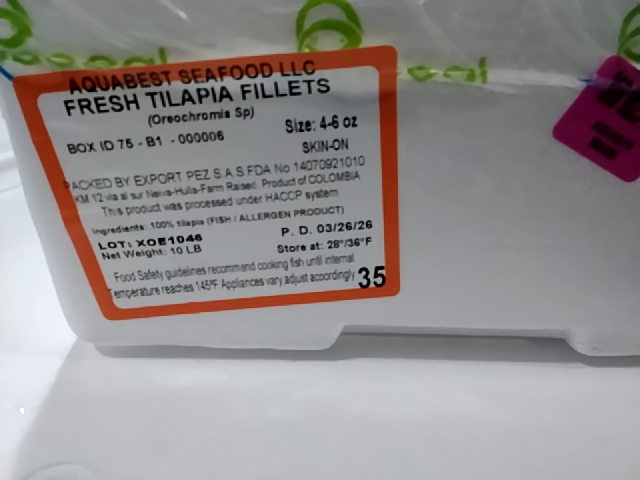 AQUABEST SEAFOOD LLC
FRESH TILAPIA FILLETS
(Oreochromis Sp)
BOX ID 75 - B1 - 000006
Size: 4-6 oz
SKIN-ON
PACKED BY EXPORT PEZ S.A.S FDA No 14070921010
KM 12 via al sur Neiva-Huila-Farm Raised. Product of COLOMBIA
This product was processed under HACCP system
Ingredients: 100% tilapia (FISH / ALLERGEN PRODUCT)
LOT: XOE1046
P. D. 03/26/26
Net Weight: 10 LB
Store at: 28°/36°F
Food Safety guidelines recommend cooking fish until internal
Temperature reaches 145°F Appliances vary adjust accordingly
35